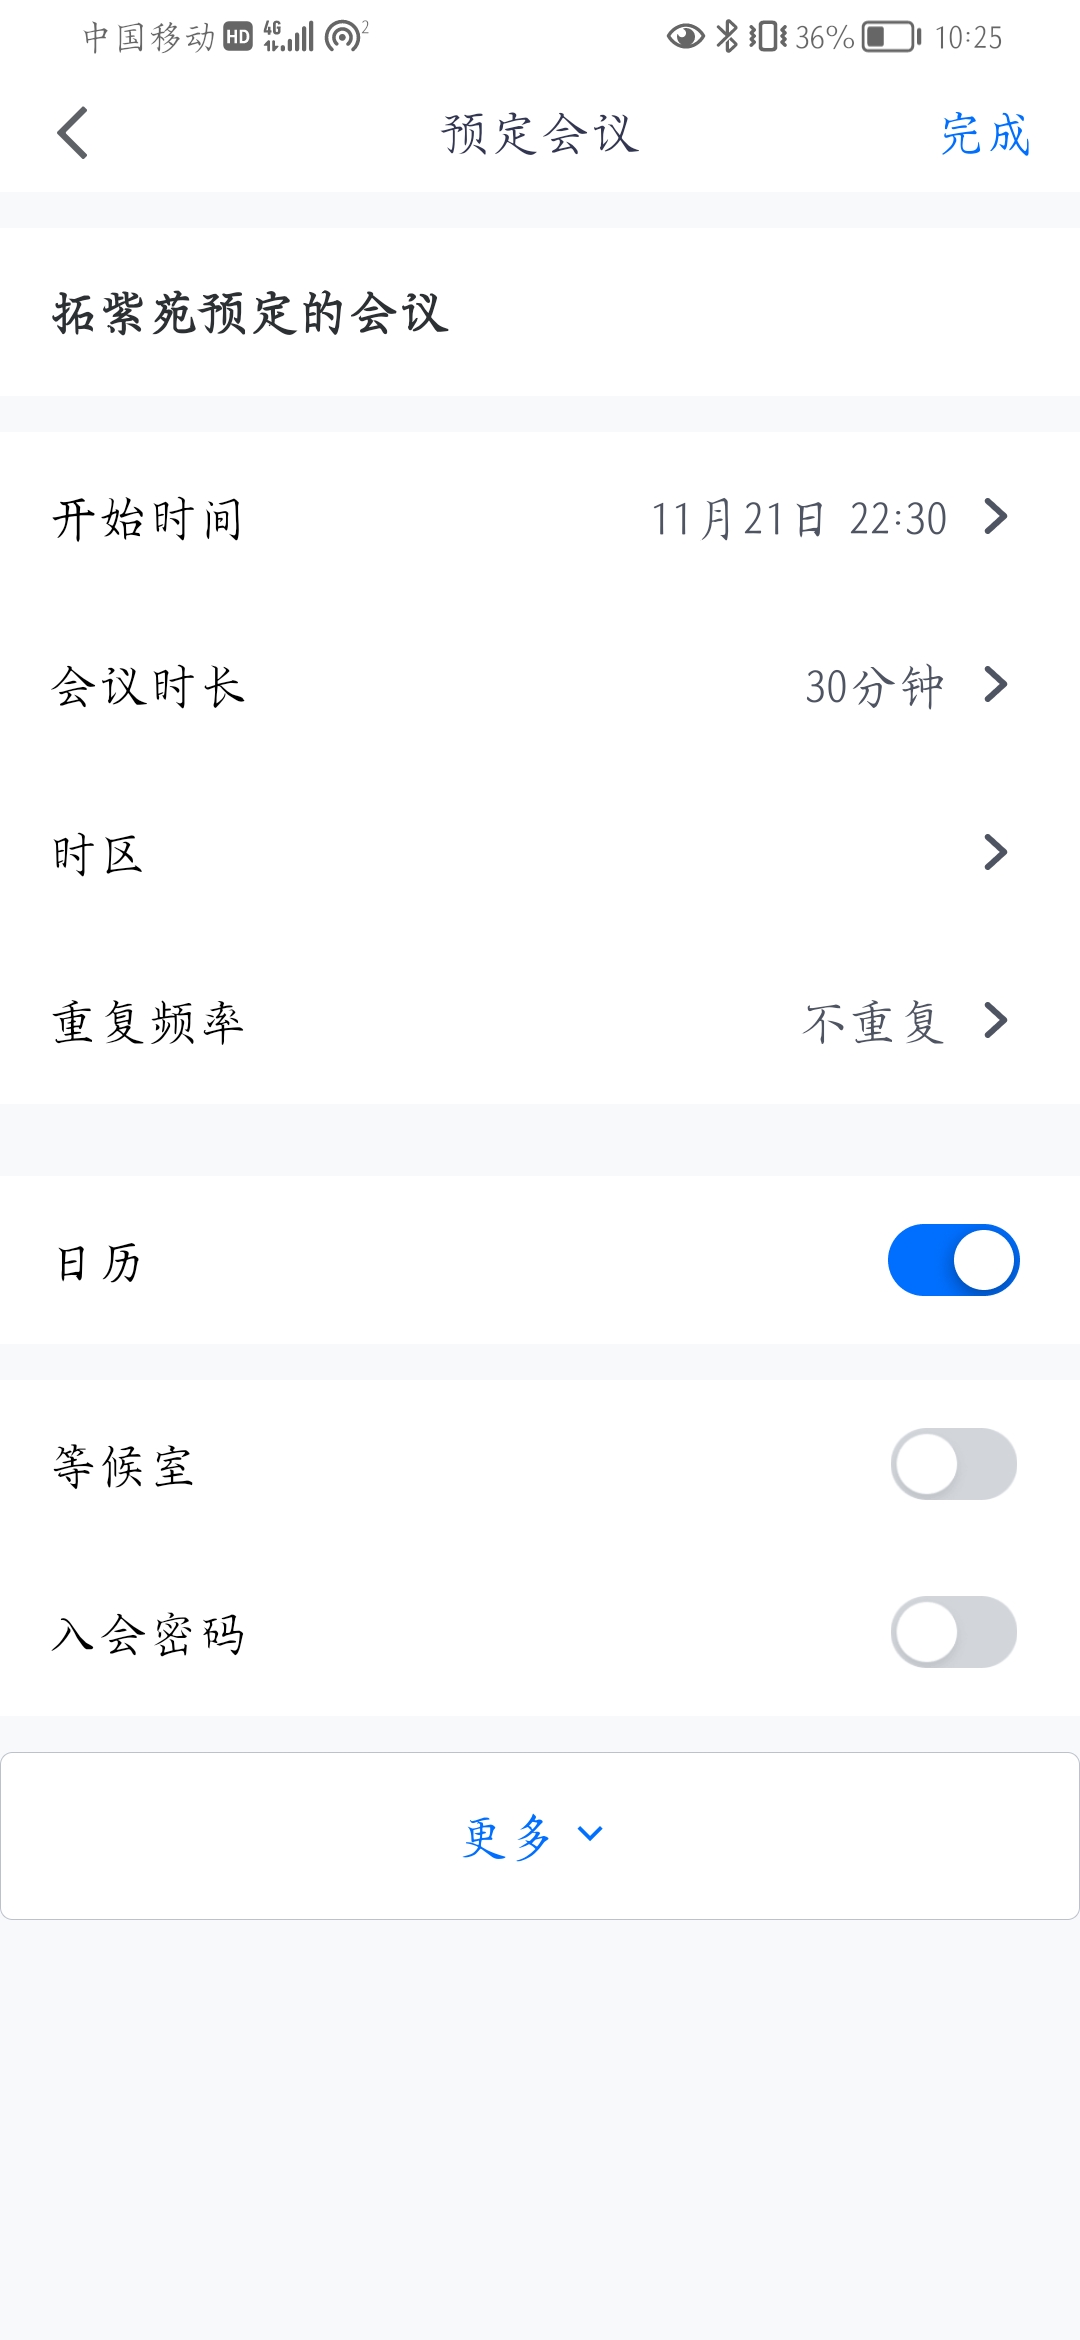 中国移动 HD 4G 2 36% 10:25
预定会议 完成
拓紫苑预定的会议
开始时间 11月21日 22:30
会议时长 30分钟
时区
重复频率 不重复
日历
等候室
入会密码
更多